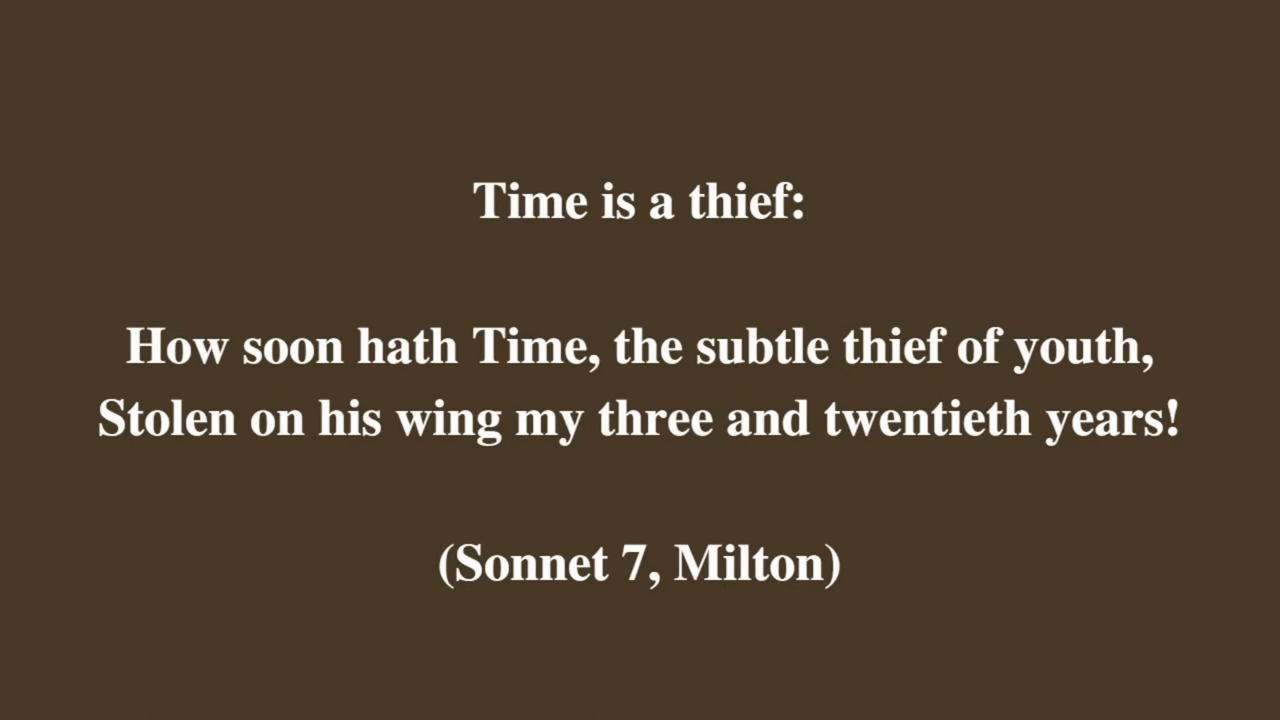 Time is a thief:
How soon hath Time, the subtle thief of youth,
Stolen on his wing my three and twentieth years!
(Sonnet 7, Milton)